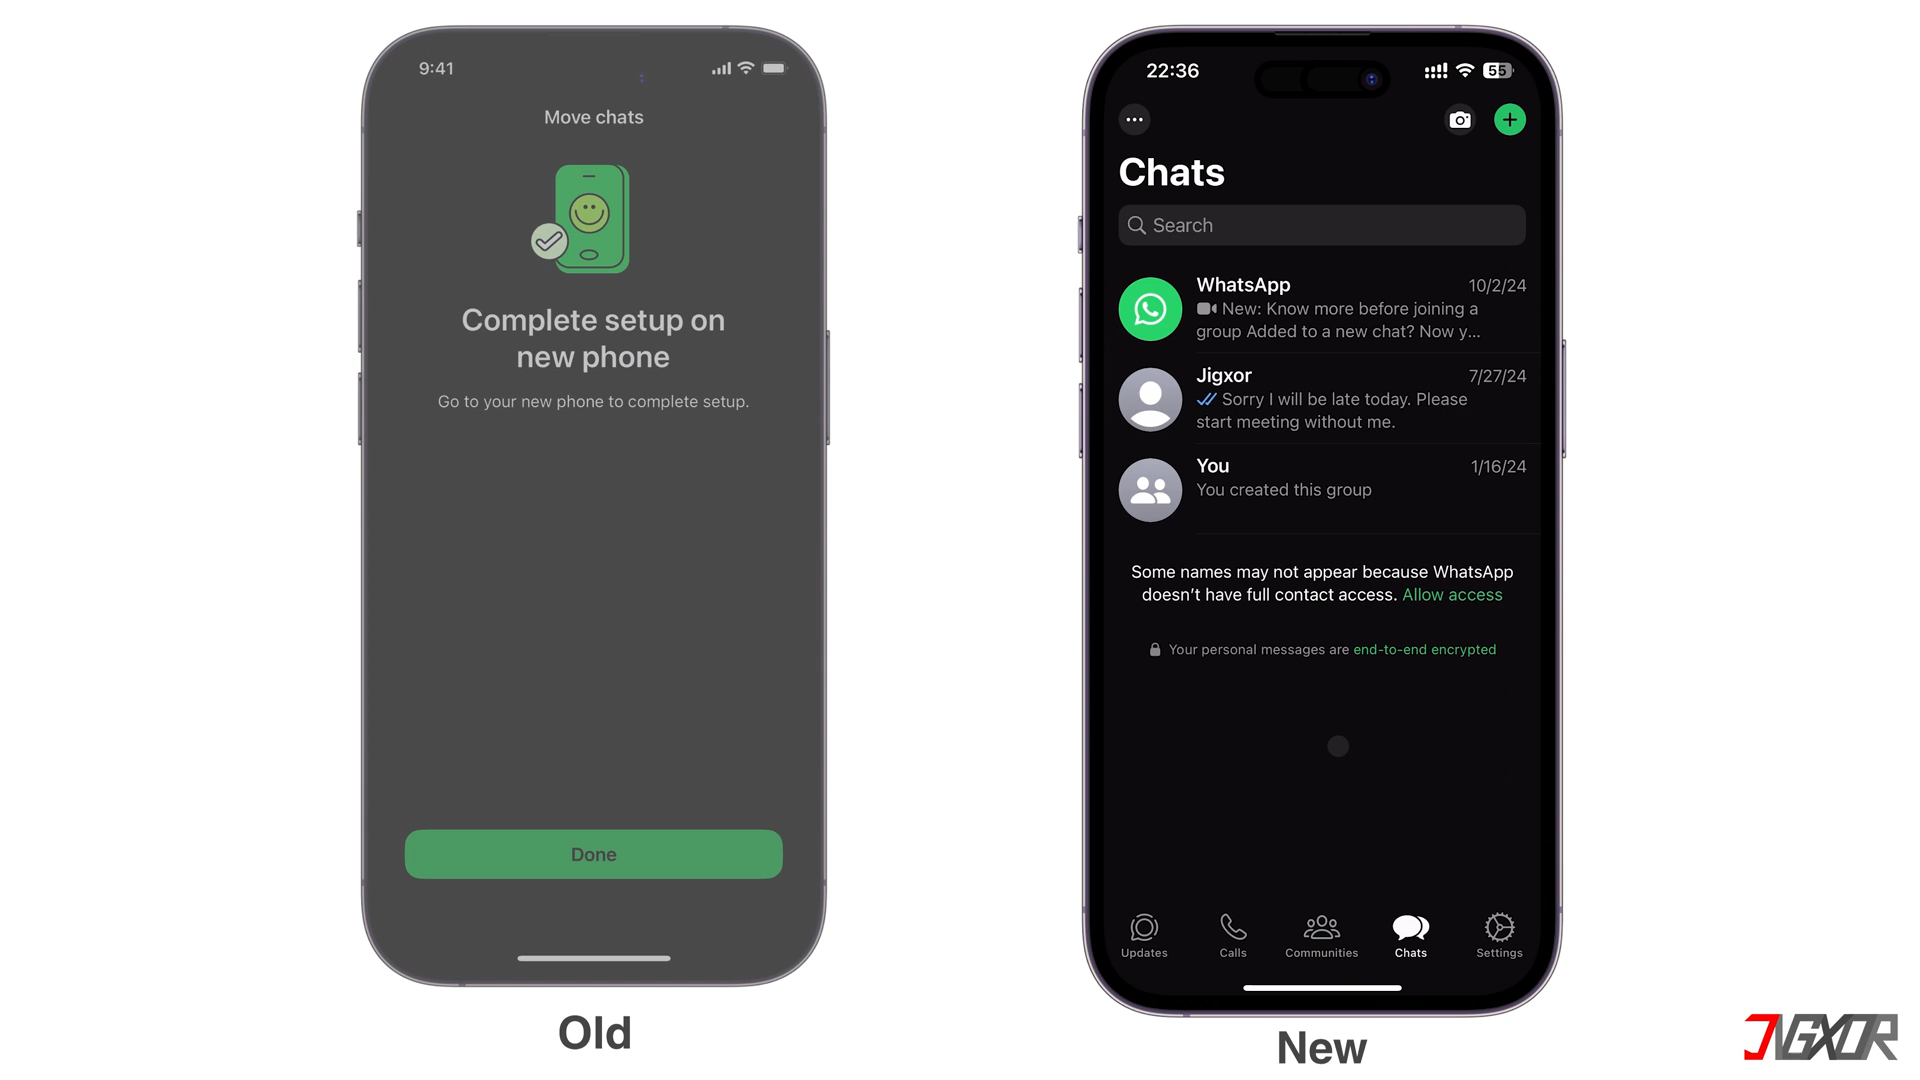 9:41
Move chats
Complete setup on
new phone
Go to your new phone to complete setup.
Done
Old
22:36
55
Chats
Search
WhatsApp
10/2/24
New: Know more before joining a
group Added to a new chat? Now y...
Jigxor
7/27/24
Sorry I will be late today. Please
start meeting without me.
You
1/16/24
You created this group
Some names may not appear because WhatsApp
doesn't have full contact access. Allow access
Your personal messages are end-to-end encrypted
Updates
Calls
Communities
Chats
Settings
New
JIGXOR